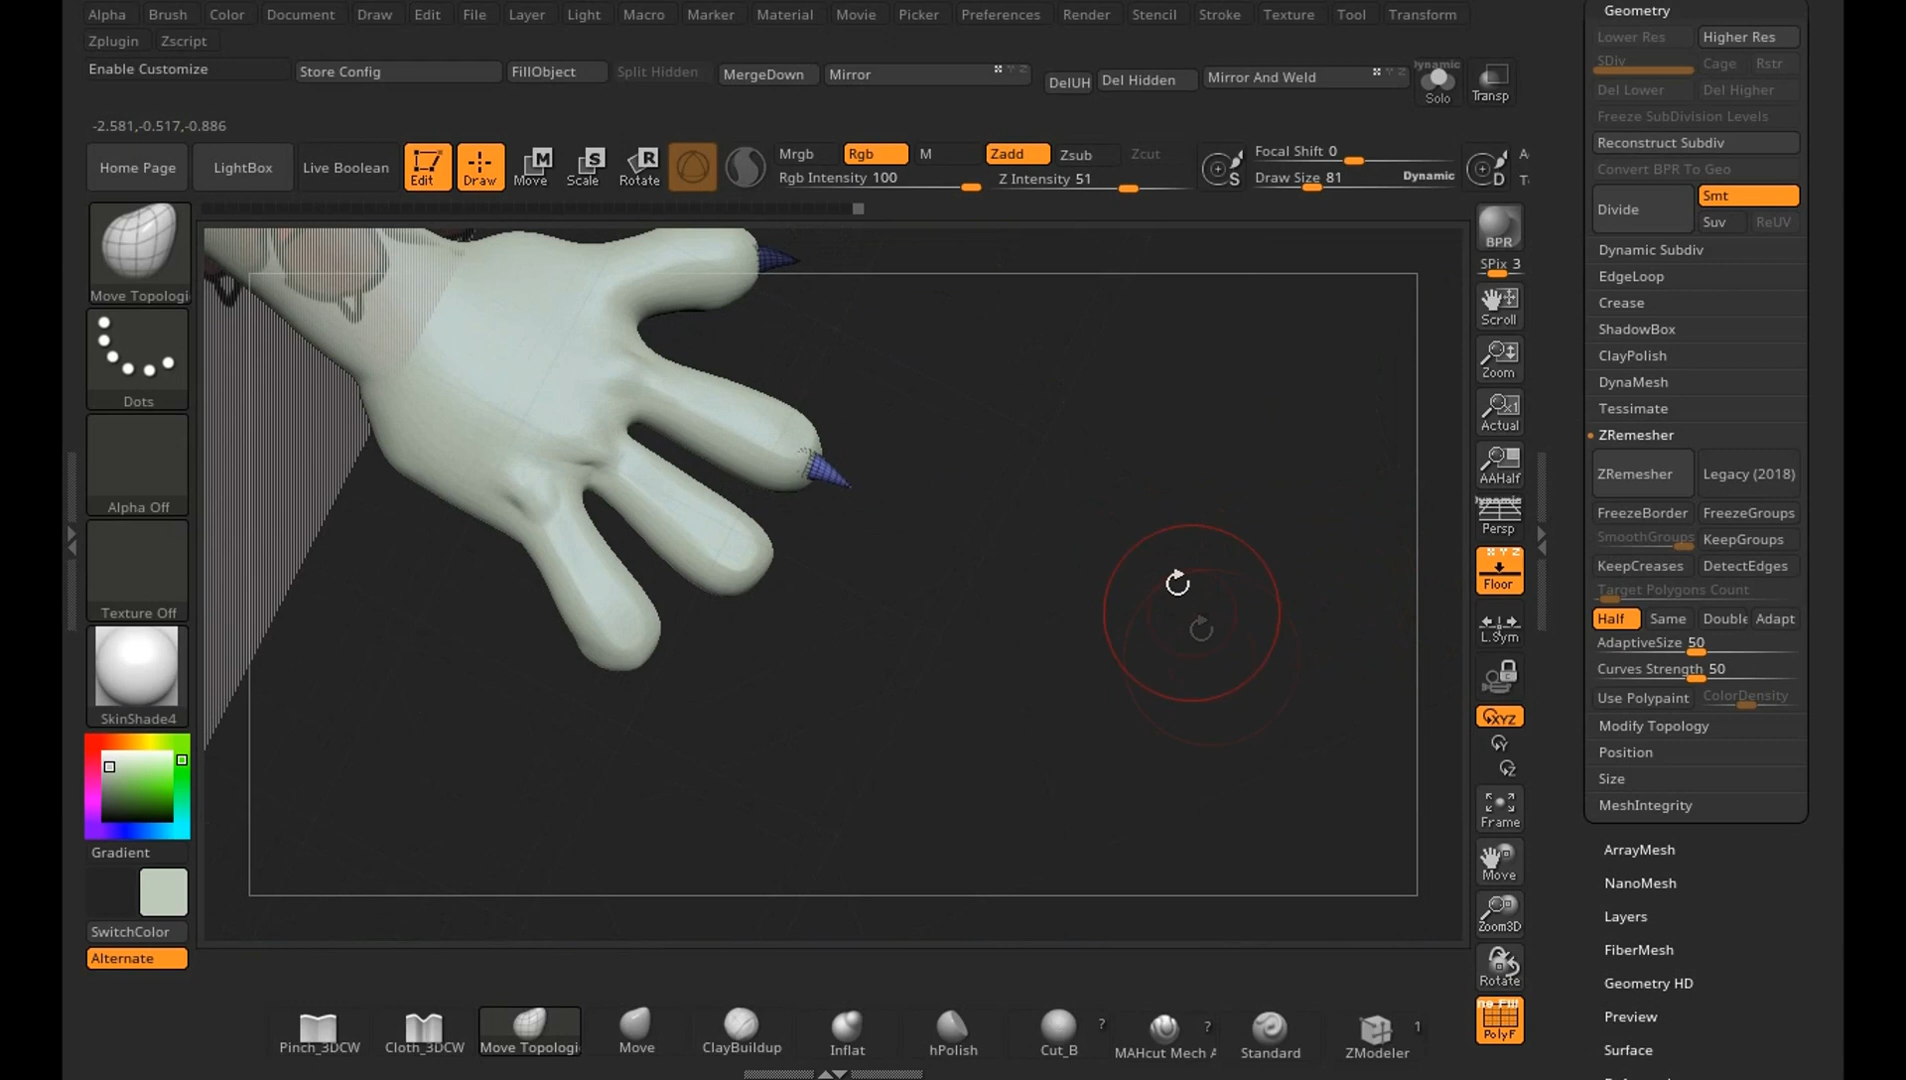 Alpha Brush Color Document Draw Edit File Layer Light Macro Marker Material Movie Picker Preferences Render Stencil Stroke Texture Tool Transform
Zplugin Zscript
Enable Customize Store Config FillObject Split Hidden MergeDown Mirror DelUH Del Hidden Mirror And Weld Dynamic Solo Transp
-2.581,-0.517,-0.886
Home Page LightBox Live Boolean Edit Draw M Move S Scale R Rotate Mrgb Rgb M Zadd Zsub Zcut S Focal Shift 0 D
Rgb Intensity 100 Z Intensity 51 Draw Size 81 Dynamic
Move Topologi
Dots
Alpha Off
Texture Off
SkinShade4
Gradient
SwitchColor
Alternate
BPR
SPix 3
Scroll
Zoom
Actual
AAHalf
Dynamic
Persp
X Y Z
Floor
L.Sym
XYZ
Y
Z
Frame
Move
Zoom3D
Rotate
PolyF
Geometry
Lower Res Higher Res
SDiv Cage Rstr
Del Lower Del Higher
Freeze SubDivision Levels
Reconstruct Subdiv
Convert BPR To Geo
Divide Smt
Suv ReUV
Dynamic Subdiv
EdgeLoop
Crease
ShadowBox
ClayPolish
DynaMesh
Tessimate
ZRemesher
ZRemesher Legacy (2018)
FreezeBorder FreezeGroups
SmoothGroups KeepGroups
KeepCreases DetectEdges
Target Polygons Count
Half Same Double Adapt
AdaptiveSize 50
Curves Strength 50
Use Polypaint ColorDensity
Modify Topology
Position
Size
MeshIntegrity
ArrayMesh
NanoMesh
Layers
FiberMesh
Geometry HD
Preview
Surface
Pinch_3DCW Cloth_3DCW Move Topologi Move ClayBuildup Inflat hPolish Cut_B ? MAHcut Mech A ? Standard ZModeler 1